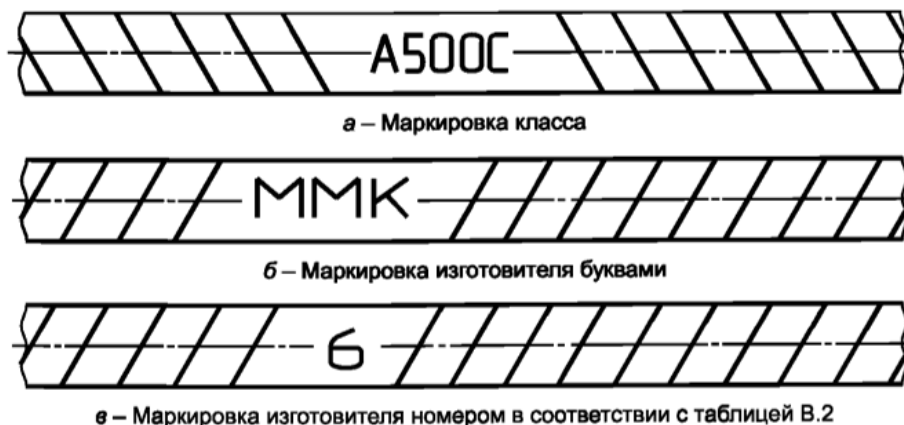 А500С
а – Маркировка класса
ММК
б – Маркировка изготовителя буквами
6
в – Маркировка изготовителя номером в соответствии с таблицей В.2